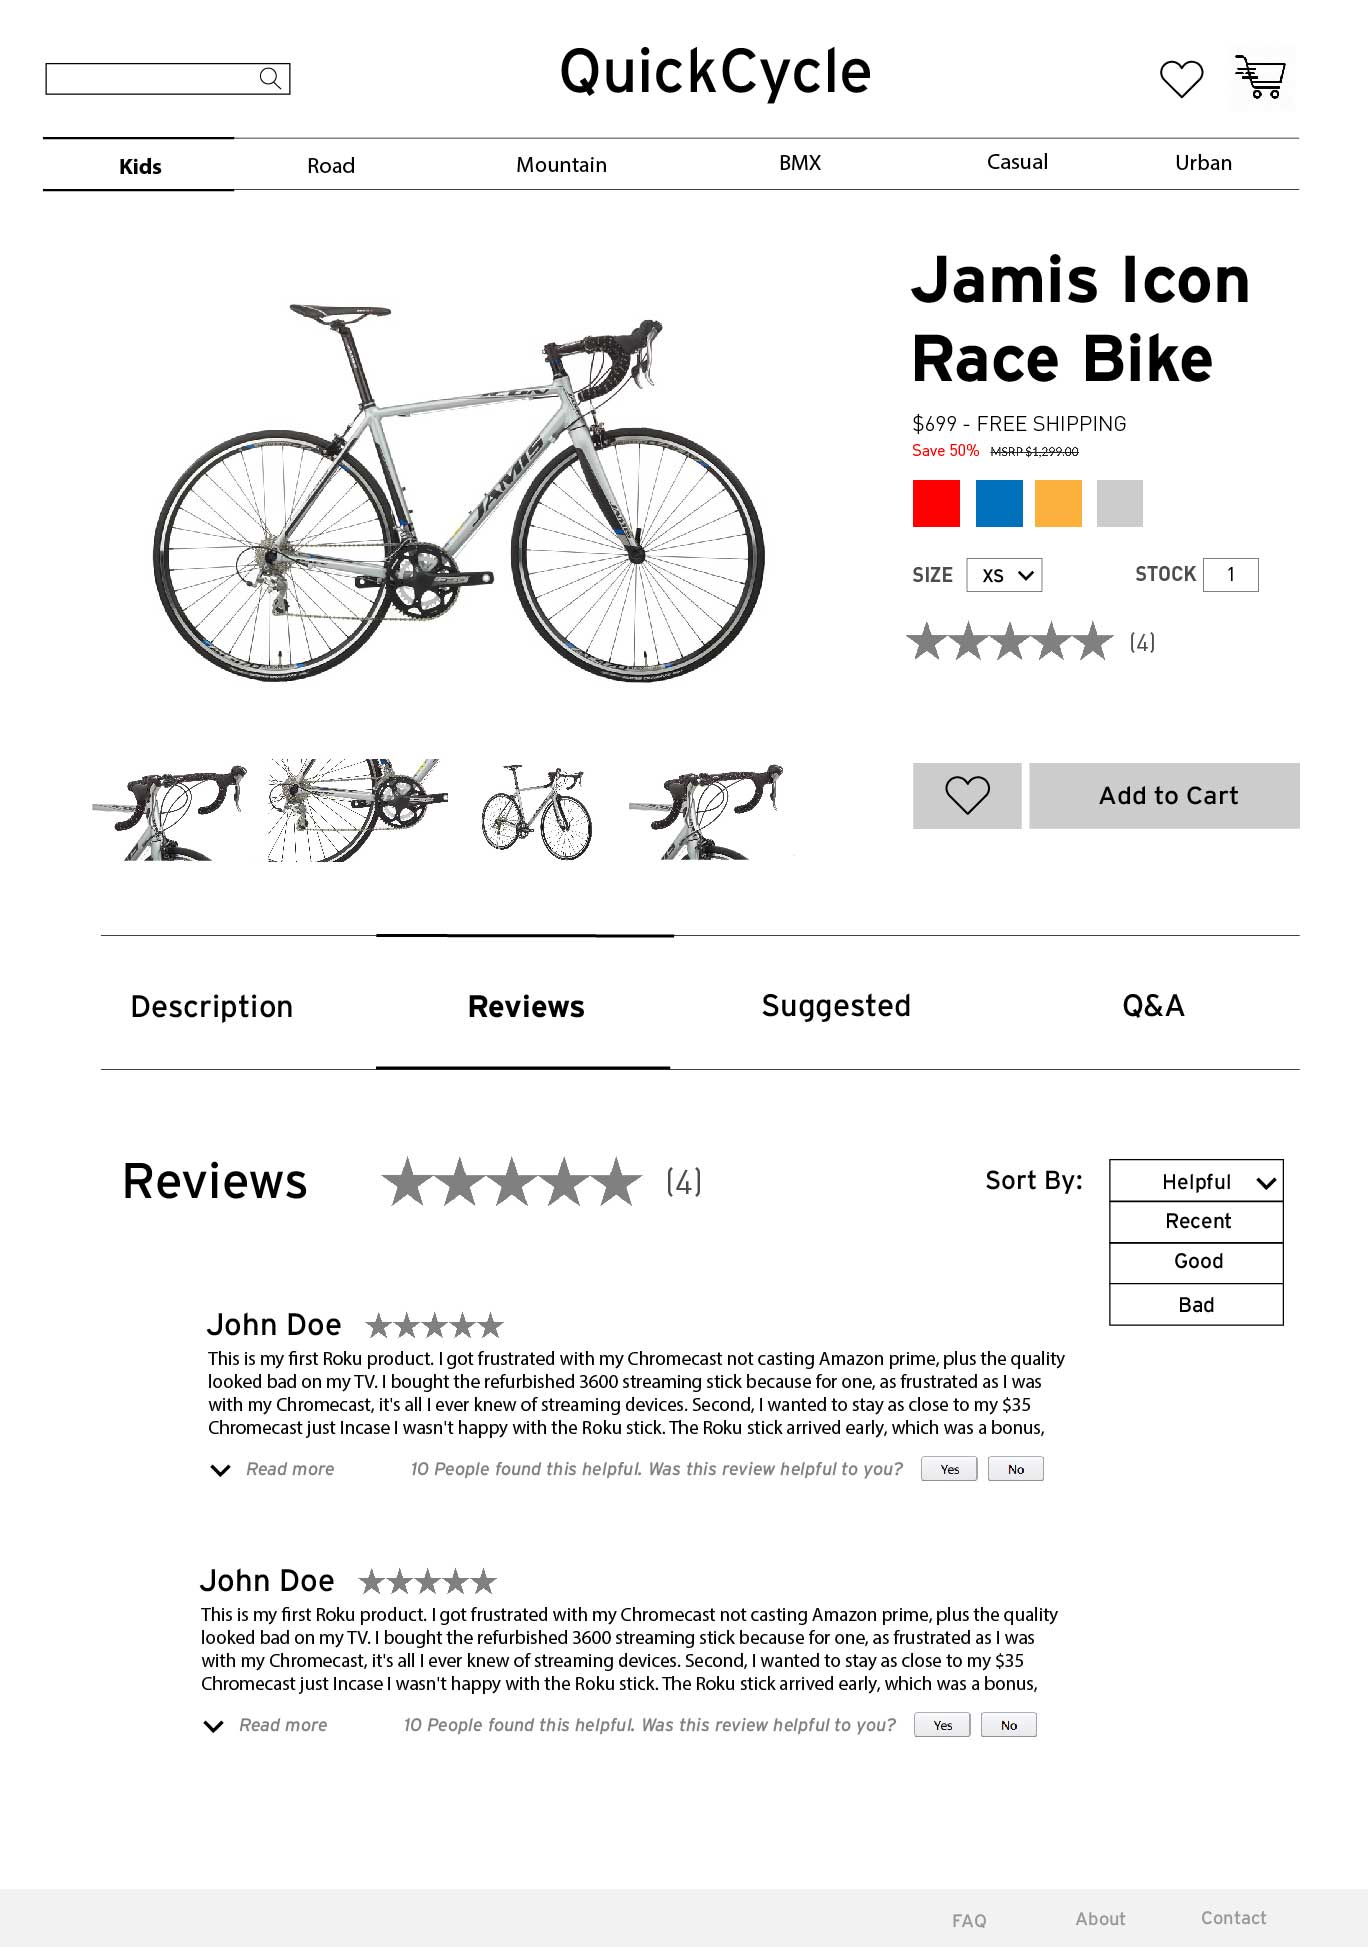 QuickCycle
Kids Road Mountain BMX Casual Urban
Jamis Icon
Race Bike
$699 - FREE SHIPPING
Save 50% MSRP $1,299.00
SIZE XS STOCK 1
(4)
JAMIS
Add to Cart
Description Reviews Suggested Q&A
Reviews (4) Sort By: Helpful
Recent
Good
Bad
John Doe
This is my first Roku product. I got frustrated with my Chromecast not casting Amazon prime, plus the quality
looked bad on my TV. I bought the refurbished 3600 streaming stick because for one, as frustrated as I was
with my Chromecast, it's all I ever knew of streaming devices. Second, I wanted to stay as close to my $35
Chromecast just Incase I wasn't happy with the Roku stick. The Roku stick arrived early, which was a bonus,
Read more 10 People found this helpful. Was this review helpful to you? Yes No
John Doe
This is my first Roku product. I got frustrated with my Chromecast not casting Amazon prime, plus the quality
looked bad on my TV. I bought the refurbished 3600 streaming stick because for one, as frustrated as I was
with my Chromecast, it's all I ever knew of streaming devices. Second, I wanted to stay as close to my $35
Chromecast just Incase I wasn't happy with the Roku stick. The Roku stick arrived early, which was a bonus,
Read more 10 People found this helpful. Was this review helpful to you? Yes No
FAQ About Contact